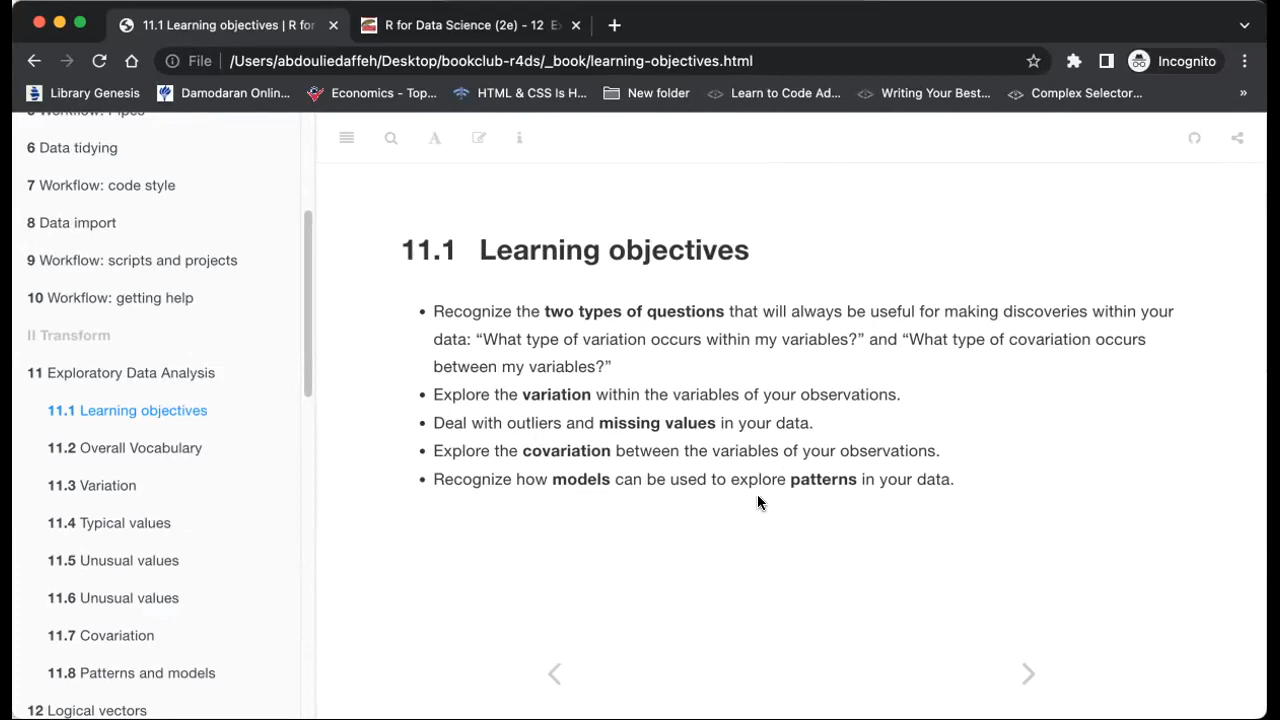 11.1 Learning objectives | R for
R for Data Science (2e) - 12 Ex
File /Users/abdouliedaffeh/Desktop/bookclub-r4ds/_book/learning-objectives.html
Incognito
Library Genesis
Damodaran Onlin...
Economics - Top...
HTML & CSS Is H...
New folder
Learn to Code Ad...
Writing Your Best...
Complex Selector...
»
Workflow: Pipes
6 Data tidying
7 Workflow: code style
8 Data import
9 Workflow: scripts and projects
10 Workflow: getting help
II Transform
11 Exploratory Data Analysis
11.1 Learning objectives
11.2 Overall Vocabulary
11.3 Variation
11.4 Typical values
11.5 Unusual values
11.6 Unusual values
11.7 Covariation
11.8 Patterns and models
12 Logical vectors
11.1 Learning objectives
• Recognize the two types of questions that will always be useful for making discoveries within your
data: “What type of variation occurs within my variables?” and “What type of covariation occurs
between my variables?”
• Explore the variation within the variables of your observations.
• Deal with outliers and missing values in your data.
• Explore the covariation between the variables of your observations.
• Recognize how models can be used to explore patterns in your data.